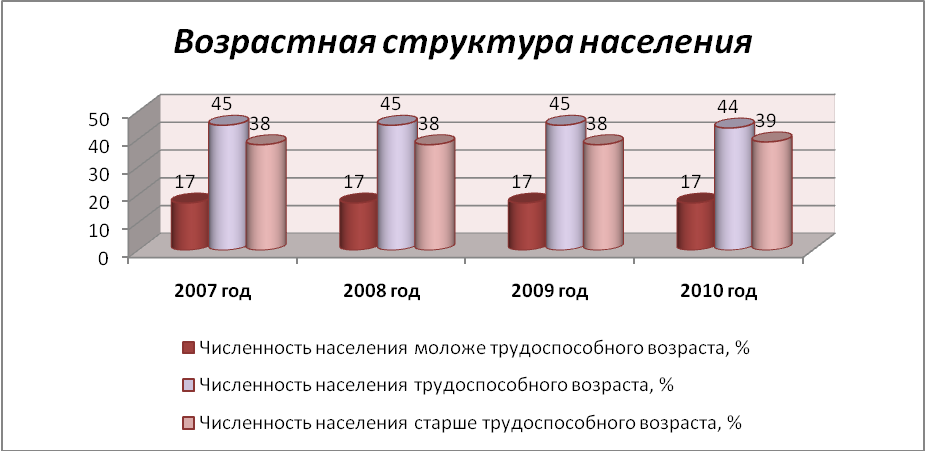 Возрастная структура населения
45 45 45 44
38 38 38 39
17 17 17 17
50
40
30
20
10
0
2007 год 2008 год 2009 год 2010 год
Численность населения моложе трудоспособного возраста, %
Численность населения трудоспособного возраста, %
Численность населения старше трудоспособного возраста, %